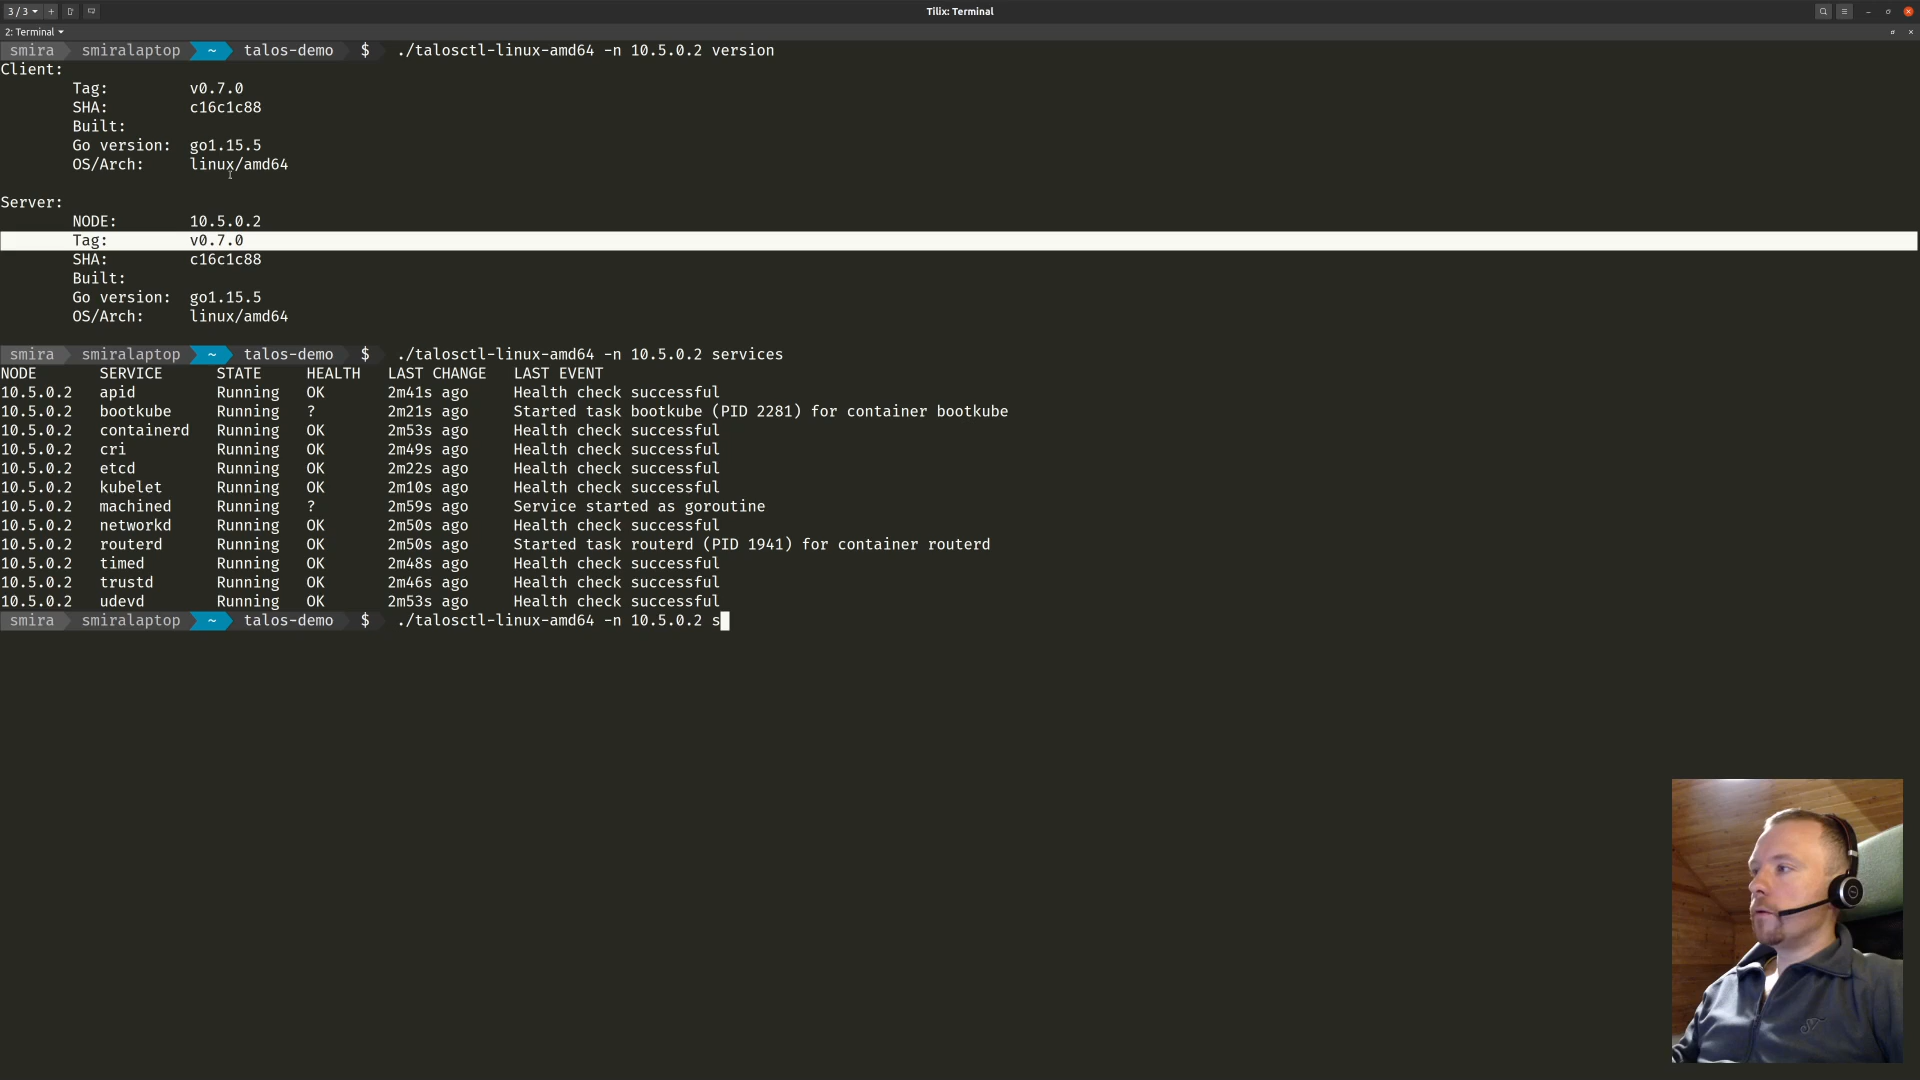 3 / 3
Tilix: Terminal
2: Terminal
smira smiralaptop ~ talos-demo $ ./talosctl-linux-amd64 -n 10.5.0.2 version
Client:
Tag: v0.7.0
SHA: c16c1c88
Built:
Go version: go1.15.5
OS/Arch: linux/amd64
Server:
NODE: 10.5.0.2
Tag: v0.7.0
SHA: c16c1c88
Built:
Go version: go1.15.5
OS/Arch: linux/amd64
smira smiralaptop ~ talos-demo $ ./talosctl-linux-amd64 -n 10.5.0.2 services
NODE SERVICE STATE HEALTH LAST CHANGE LAST EVENT
10.5.0.2 apid Running OK 2m41s ago Health check successful
10.5.0.2 bootkube Running ? 2m21s ago Started task bootkube (PID 2281) for container bootkube
10.5.0.2 containerd Running OK 2m53s ago Health check successful
10.5.0.2 cri Running OK 2m49s ago Health check successful
10.5.0.2 etcd Running OK 2m22s ago Health check successful
10.5.0.2 kubelet Running OK 2m10s ago Health check successful
10.5.0.2 machined Running ? 2m59s ago Service started as goroutine
10.5.0.2 networkd Running OK 2m50s ago Health check successful
10.5.0.2 routerd Running OK 2m50s ago Started task routerd (PID 1941) for container routerd
10.5.0.2 timed Running OK 2m48s ago Health check successful
10.5.0.2 trustd Running OK 2m46s ago Health check successful
10.5.0.2 udevd Running OK 2m53s ago Health check successful
smira smiralaptop ~ talos-demo $ ./talosctl-linux-amd64 -n 10.5.0.2 s